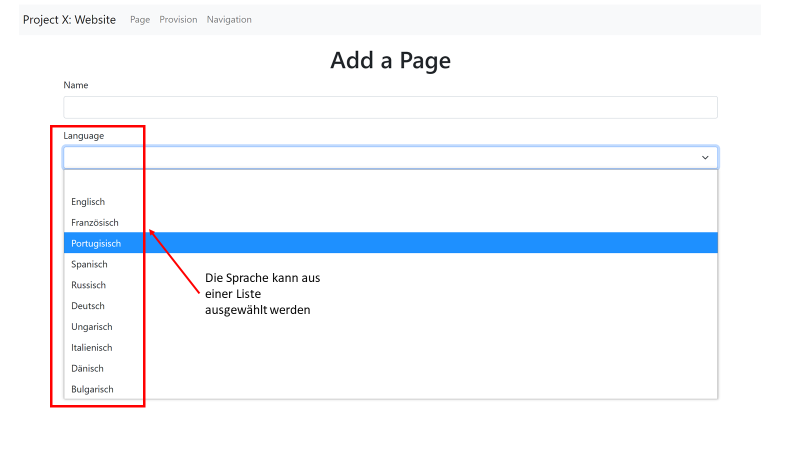 Project X: Website Page Provision Navigation
Add a Page
Name
Language
Englisch
Französisch
Portugisisch
Spanisch
Russisch
Deutsch
Ungarisch
Italienisch
Dänisch
Bulgarisch
Die Sprache kann aus
einer Liste
ausgewählt werden